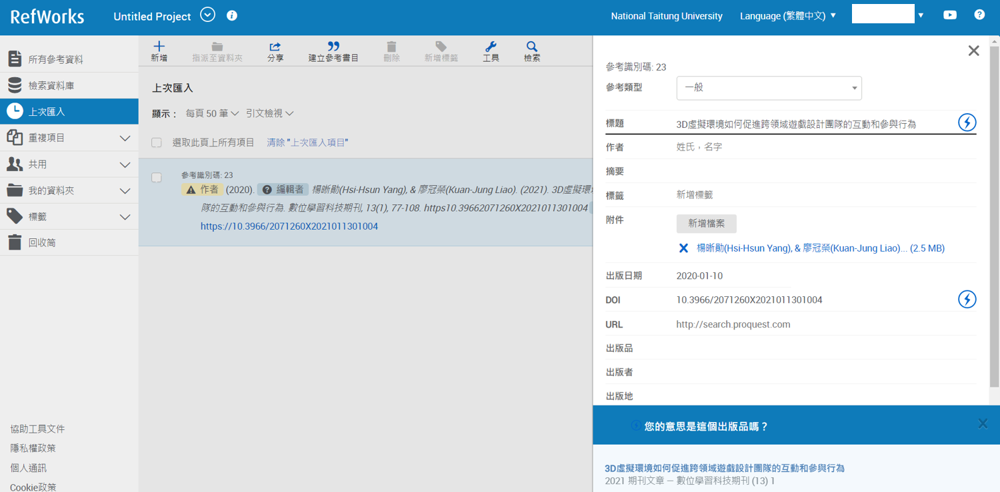 RefWorks
Untitled Project
National Taitung University
Language (繁體中文)
所有參考資料
檢索資料庫
上次匯入
重複項目
共用
我的資料夾
標籤
回收筒
協助工具文件
隱私權政策
個人通訊
Cookie政策
新增
指派至資料夾
分享
建立參考書目
刪除
新增標籤
工具
檢索
上次匯入
顯示： 每頁 50 筆 引文檢視
選取此頁上所有項目 清除 "上次匯入項目"
參考識別碼: 23
作者 (2020). 編輯者 楊晰勛(Hsi-Hsun Yang), & 廖冠榮(Kuan-Jung Liao). (2021). 3D虛擬環
隊的互動和參與行為. 數位學習科技期刊, 13(1), 77-108. https10.39662071260X2021011301004
https://10.3966/2071260X2021011301004
參考識別碼: 23
參考類型 一般
標題 3D虛擬環境如何促進跨領域遊戲設計團隊的互動和參與行為
作者 姓氏，名字
摘要
標籤 新增標籤
附件 新增檔案
楊晰勛(Hsi-Hsun Yang), & 廖冠榮(Kuan-Jung Liao)... (2.5 MB)
出版日期 2020-01-10
DOI 10.3966/2071260X2021011301004
URL http://search.proquest.com
出版品
出版者
出版地
您的意思是這個出版品嗎？
3D虛擬環境如何促進跨領域遊戲設計團隊的互動和參與行為
2021 期刊文章 — 數位學習科技期刊 (13) 1